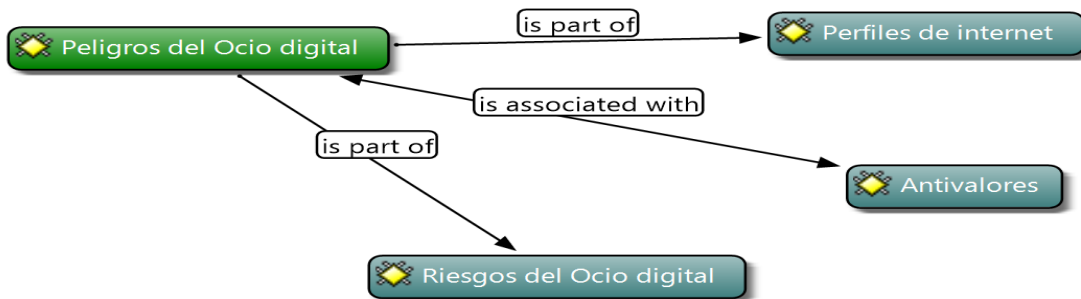 is part of
Peligros del Ocio digital
Perfiles de internet
is associated with
is part of
Antivalores
Riesgos del Ocio digital